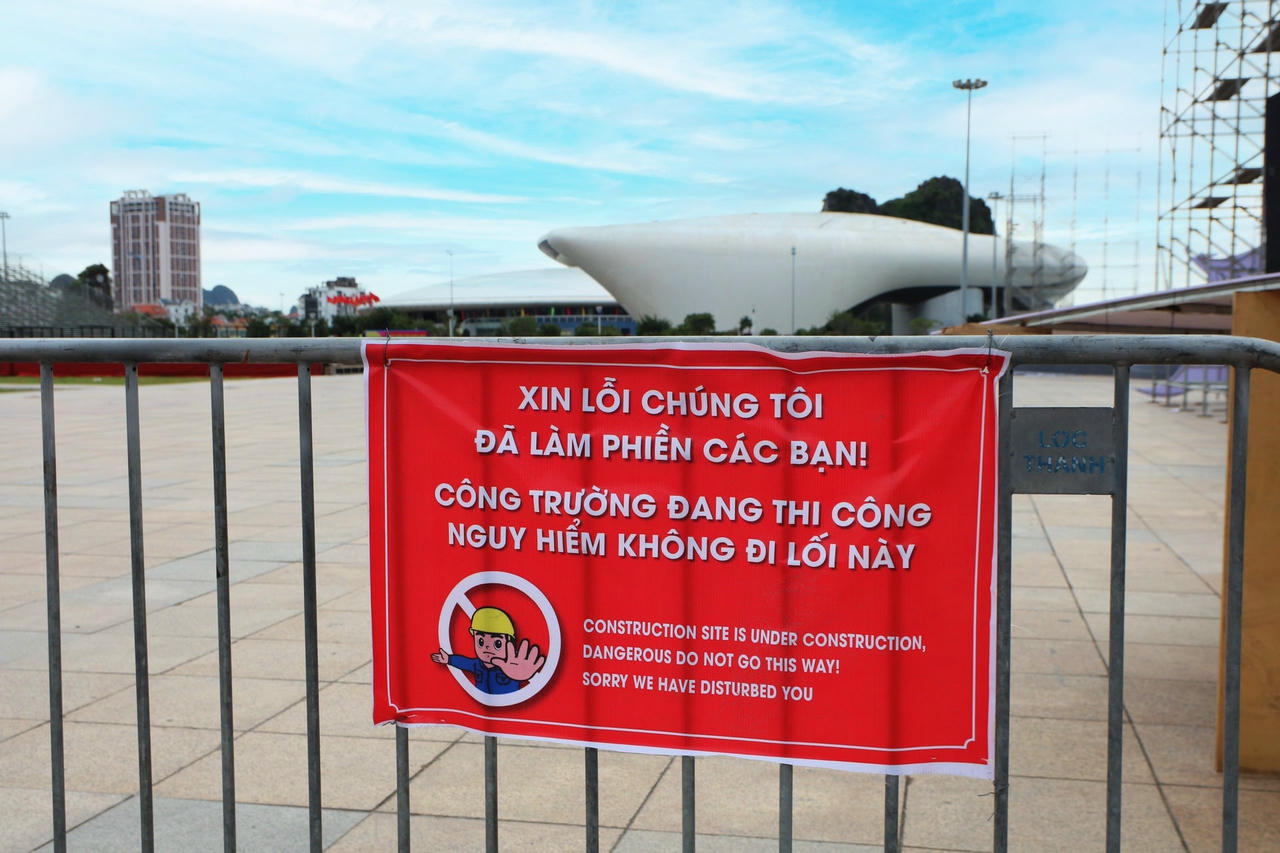 XIN LỖI CHÚNG TÔI
ĐÃ LÀM PHIỀN CÁC BẠN!
CÔNG TRƯỜNG ĐANG THI CÔNG
NGUY HIỂM KHÔNG ĐI LỐI NÀY
CONSTRUCTION SITE IS UNDER CONSTRUCTION,
DANGEROUS DO NOT GO THIS WAY!
SORRY WE HAVE DISTURBED YOU
LOC
THANH